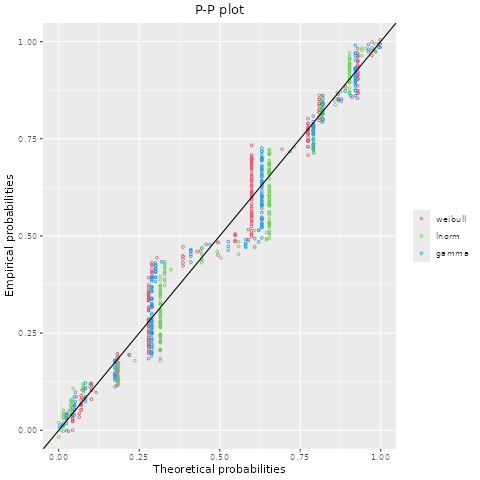 P-P plot
Empirical probabilities
1.00
0.75
0.50
0.25
0.00
0.00 0.25 0.50 0.75 1.00
Theoretical probabilities
weibull
lnorm
gamma